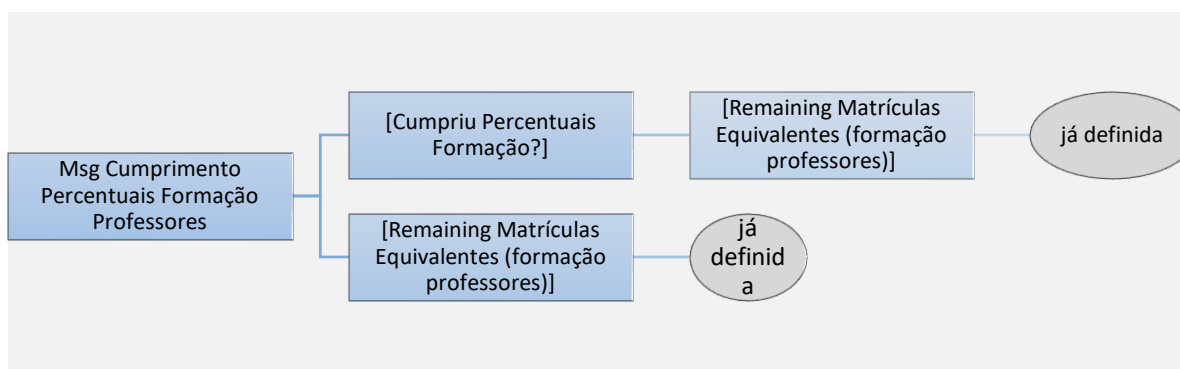 Msg Cumprimento
Percentuais Formação
Professores
[Cumpriu Percentuais
Formação?]
[Remaining Matrículas
Equivalentes (formação
professores)]
já definida
[Remaining Matrículas
Equivalentes (formação
professores)]
já
definid
a